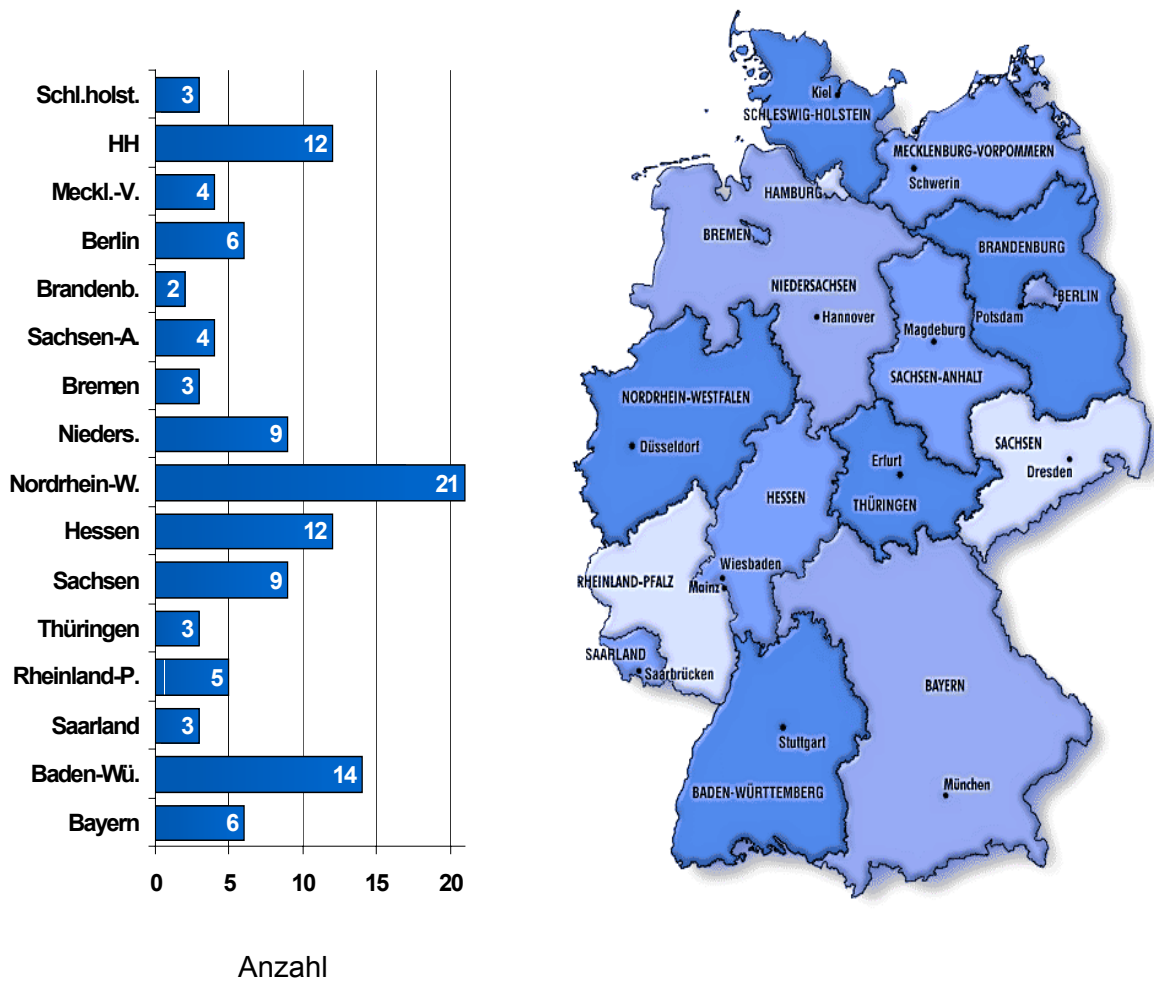 Schl.holst. 3
HH 12
Meckl.-V. 4
Berlin 6
Brandenb. 2
Sachsen-A. 4
Bremen 3
Nieders. 9
Nordrhein-W. 21
Hessen 12
Sachsen 9
Thüringen 3
Rheinland-P. 5
Saarland 3
Baden-Wü. 14
Bayern 6
0 5 10 15 20
Anzahl
Kiel
SCHLESWIG-HOLSTEIN
MECKLENBURG-VORPOMMERN
Schwerin
HAMBURG
BREMEN
BRANDENBURG
NIEDERSACHSEN
BERLIN
Hannover
Potsdam
Magdeburg
SACHSEN-ANHALT
NORDRHEIN-WESTFALEN
Düsseldorf
SACHSEN
Dresden
Erfurt
THÜRINGEN
HESSEN
Wiesbaden
RHEINLAND-PFALZ
Mainz
SAARLAND
Saarbrücken
BAYERN
Stuttgart
BADEN-WÜRTTEMBERG
München